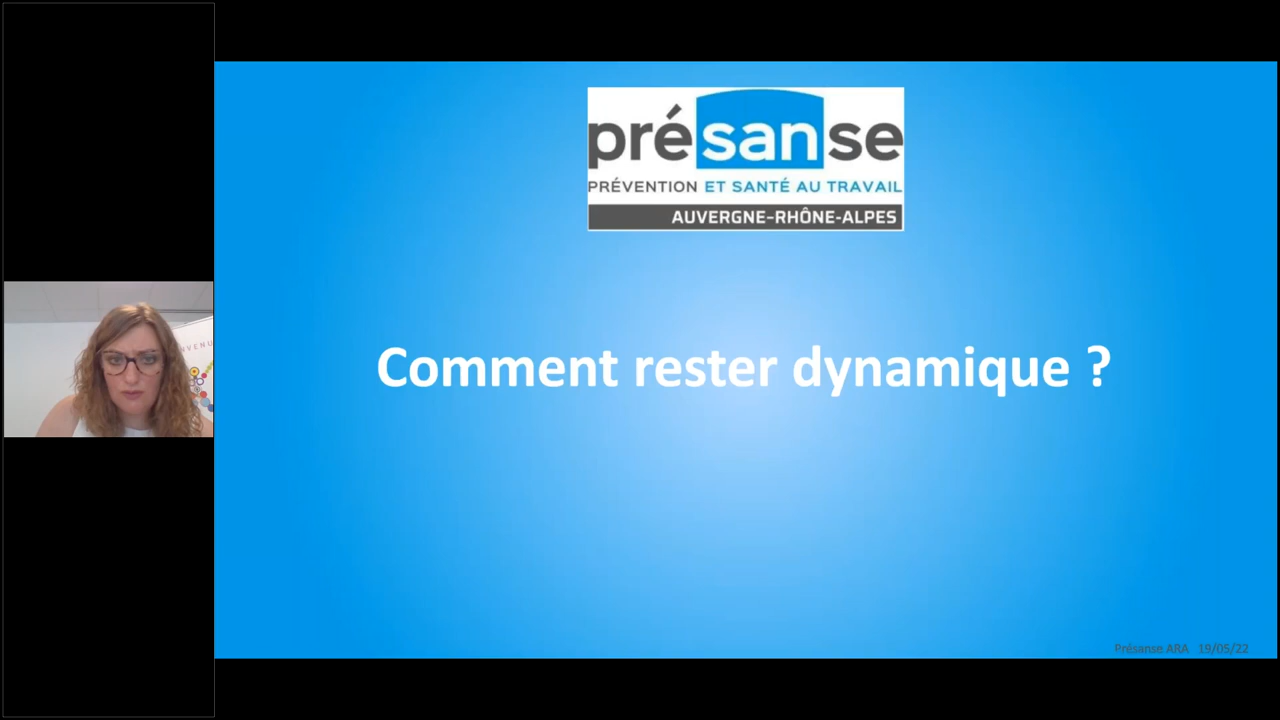 présanse
PRÉVENTION ET SANTÉ AU TRAVAIL
AUVERGNE-RHÔNE-ALPES
Comment rester dynamique ?
Présanse ARA 19/05/22